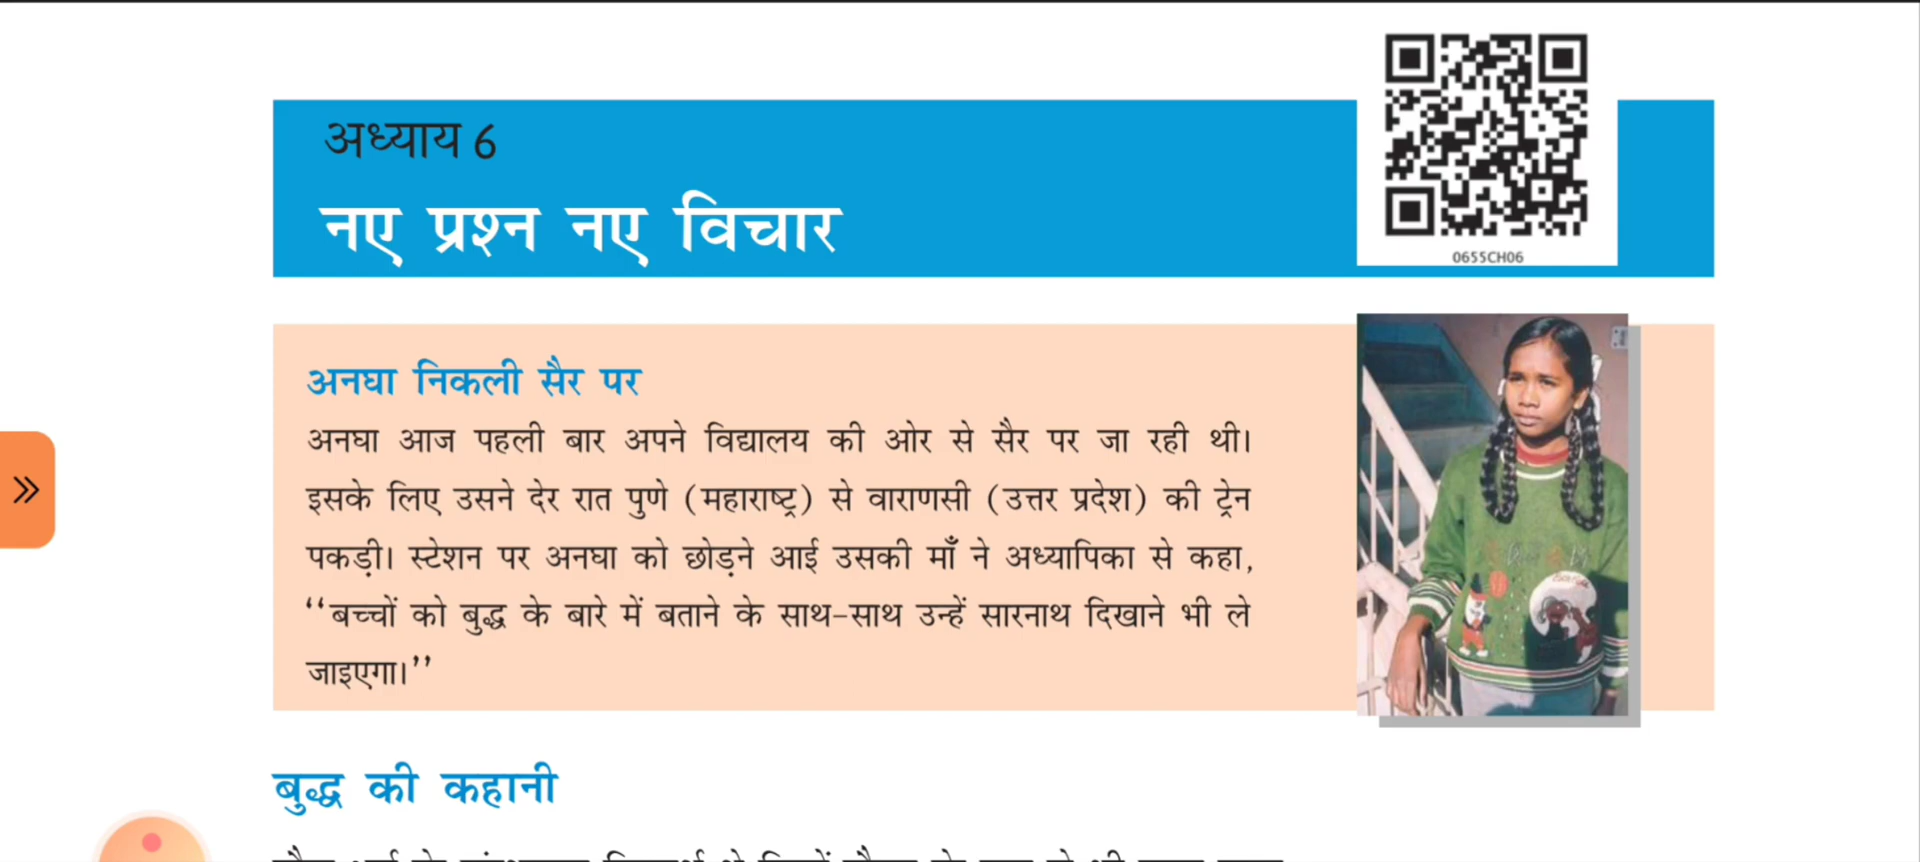 अध्याय 6
नए प्रश्न नए विचार
0655CH06
अनघा निकली सैर पर
अनघा आज पहली बार अपने विद्यालय की ओर से सैर पर जा रही थी।
इसके लिए उसने देर रात पुणे (महाराष्ट्र) से वाराणसी (उत्तर प्रदेश) की ट्रेन
पकड़ी। स्टेशन पर अनघा को छोड़ने आई उसकी माँ ने अध्यापिका से कहा,
‘‘बच्चों को बुद्ध के बारे में बताने के साथ-साथ उन्हें सारनाथ दिखाने भी ले
जाइएगा।’’
बुद्ध की कहानी